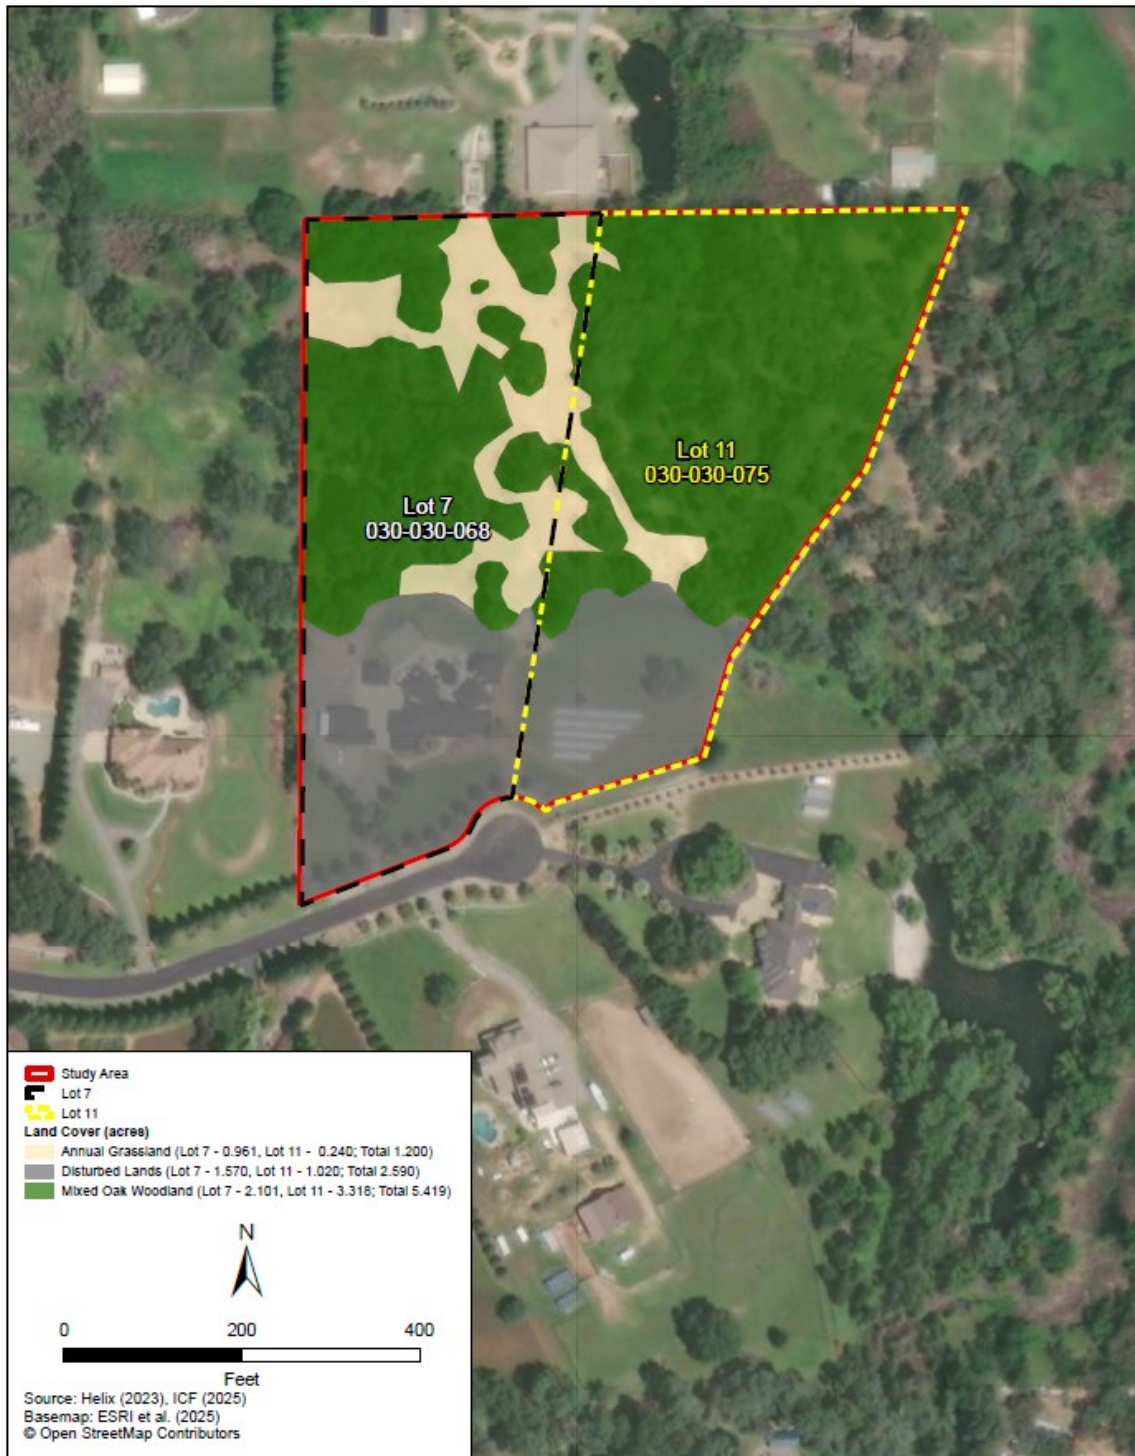 Lot 11
030-030-075
Lot 7
030-030-068
Study Area
Lot 7
Lot 11
Land Cover (acres)
Annual Grassland (Lot 7 - 0.961, Lot 11 - 0.240; Total 1.200)
Disturbed Lands (Lot 7 - 1.570, Lot 11 - 1.020; Total 2.590)
Mixed Oak Woodland (Lot 7 - 2.101, Lot 11 - 3.318; Total 5.419)
N
0 200 400
Feet
Source: Helix (2023), ICF (2025)
Basemap: ESRI et al. (2025)
© Open StreetMap Contributors